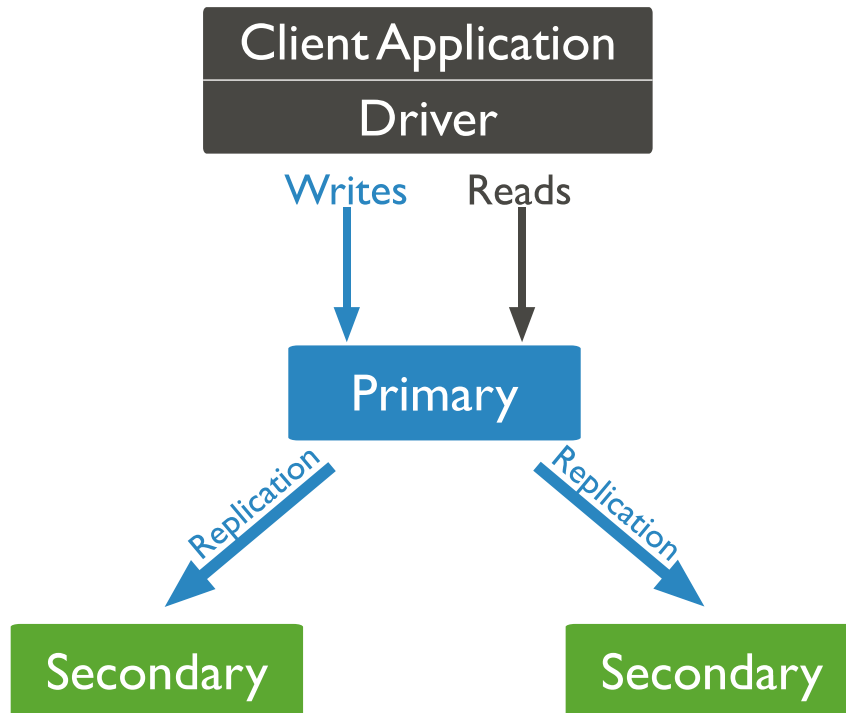 Client Application
Driver
Writes
Reads
Primary
Replication
Replication
Secondary
Secondary